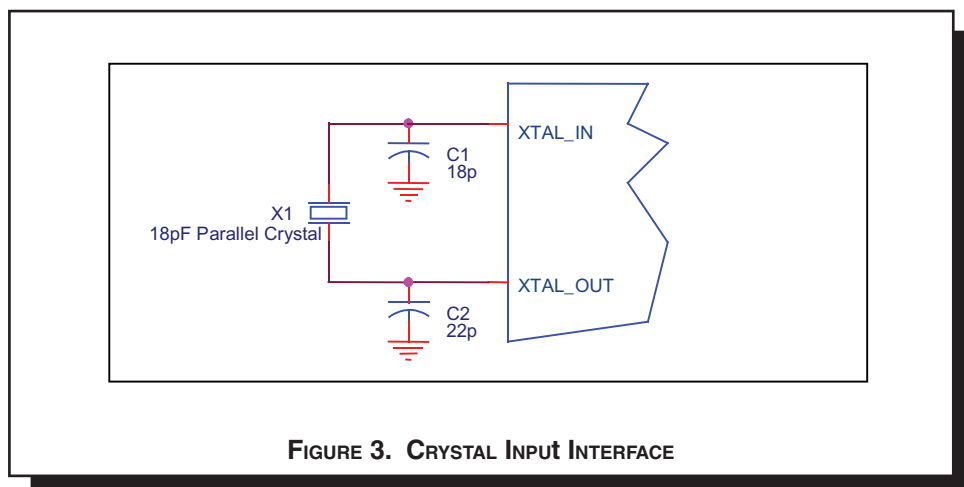 XTAL_IN
C1
18p
X1
18pF Parallel Crystal
XTAL_OUT
C2
22p
FIGURE 3. CRYSTAL INPUt INTERFACE